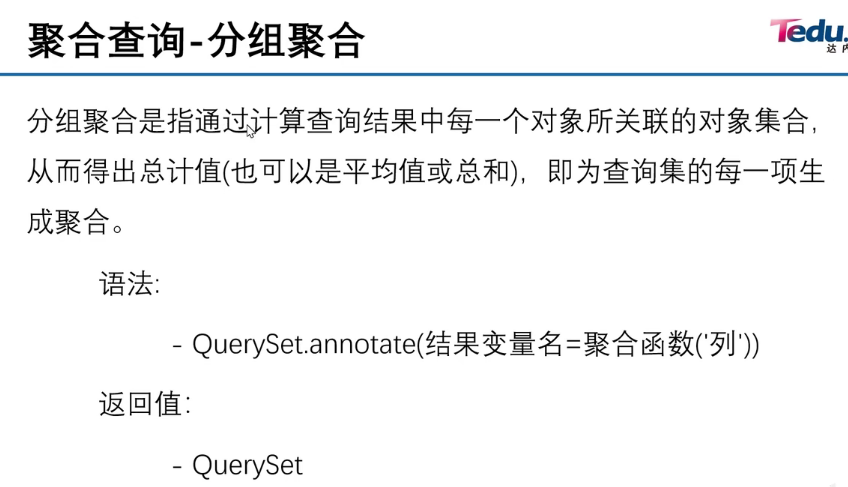 聚合查询-分组聚合
Tedu.
达内
分组聚合是指通过计算查询结果中每一个对象所关联的对象集合，
从而得出总计值(也可以是平均值或总和)，即为查询集的每一项生
成聚合。
语法:
- QuerySet.annotate(结果变量名=聚合函数('列'))
返回值：
- QuerySet